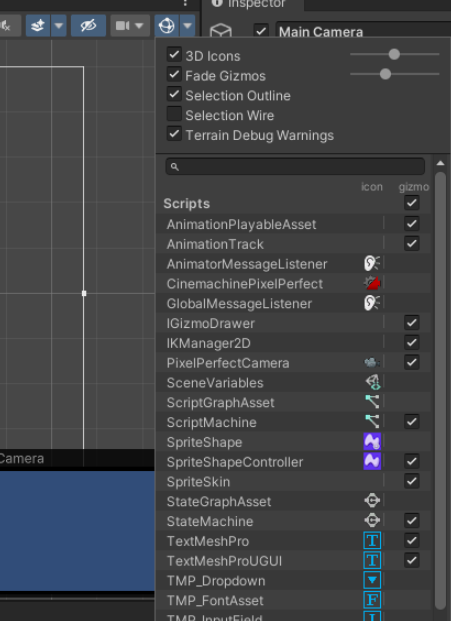 Inspector
Main Camera
3D Icons
Fade Gizmos
Selection Outline
Selection Wire
Terrain Debug Warnings
icon gizmo
Scripts
AnimationPlayableAsset
AnimationTrack
AnimatorMessageListener
CinemachinePixelPerfect
GlobalMessageListener
IGizmoDrawer
IKManager2D
PixelPerfectCamera
SceneVariables
ScriptGraphAsset
ScriptMachine
SpriteShape
Camera
SpriteShapeController
SpriteSkin
StateGraphAsset
StateMachine
TextMeshPro
TextMeshProUGUI
TMP_Dropdown
TMP_FontAsset
TMP_InputField